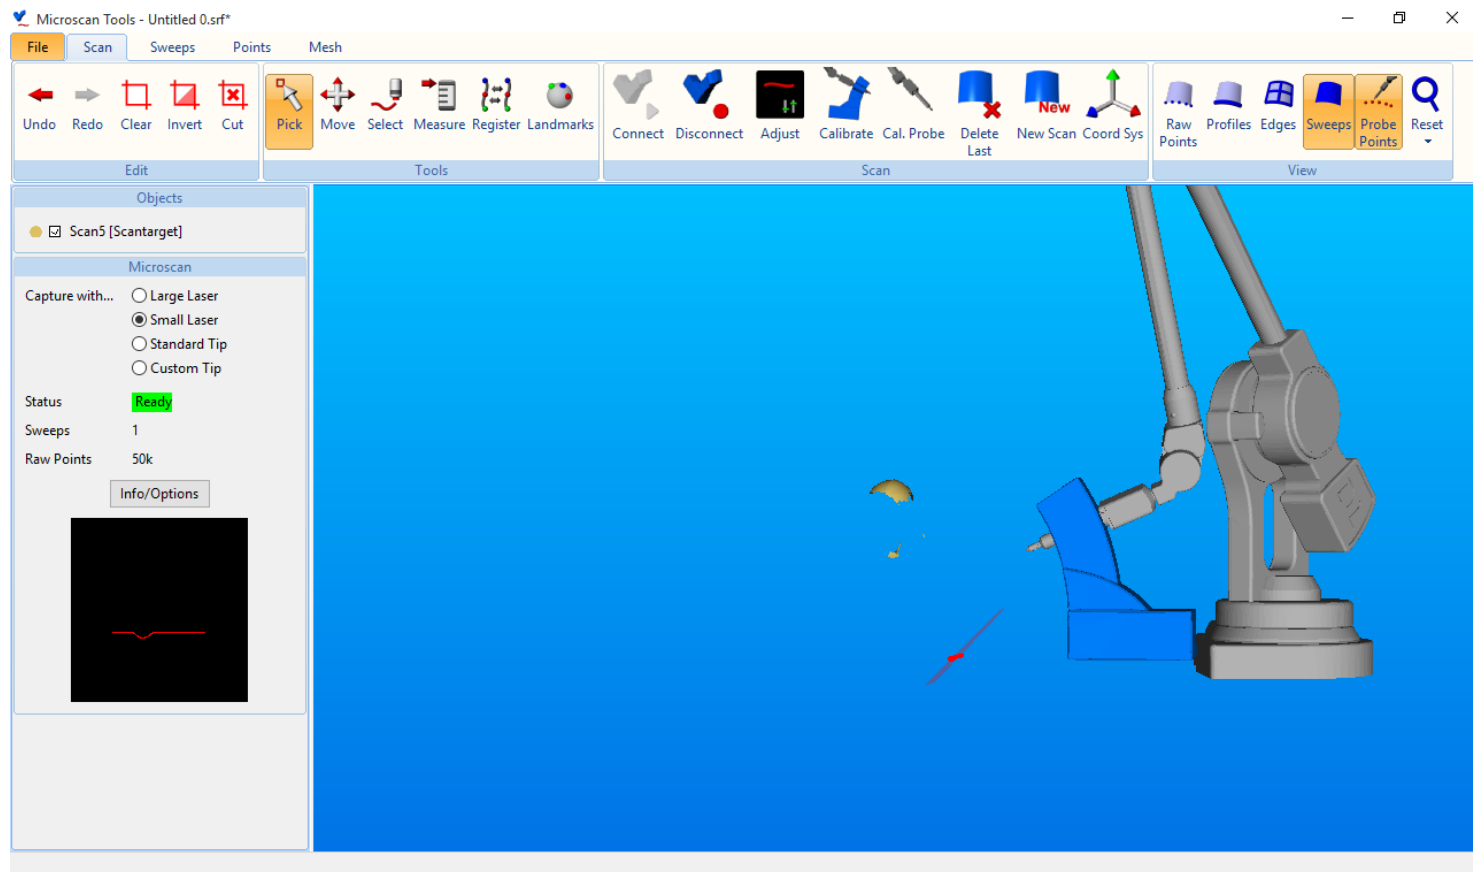 Microscan Tools - Untitled 0.srf*
File Scan Sweeps Points Mesh
Undo Redo Clear Invert Cut Pick Move Select Measure Register Landmarks Connect Disconnect Adjust Calibrate Cal. Probe Delete Last New New Scan Coord Sys Raw Points Profiles Edges Sweeps Probe Points Reset
Edit Tools Scan View
Objects
Scan5 [Scantarget]
Microscan
Capture with... Large Laser
Small Laser
Standard Tip
Custom Tip
Status Ready
Sweeps 1
Raw Points 50k
Info/Options